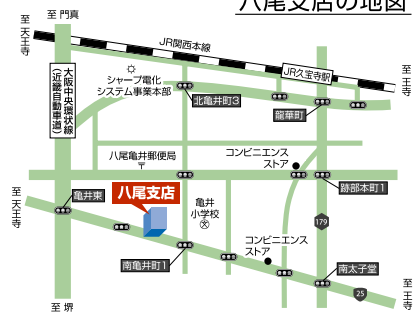 八尾支店の地図
至 門真
至 天王寺
JR関西本線
JR久宝寺駅
至 天王寺
大阪中央環状線
(近畿自動車道)
シャープ電化
システム事業本部
北亀井町3
龍華町
八尾亀井郵便局
コンビニエンス
ストア
至 天王寺
亀井東
八尾支店
亀井
小学校
文
跡部本町1
179
コンビニエンス
ストア
南亀井町1
南太子堂
25
至 堺
至 王寺